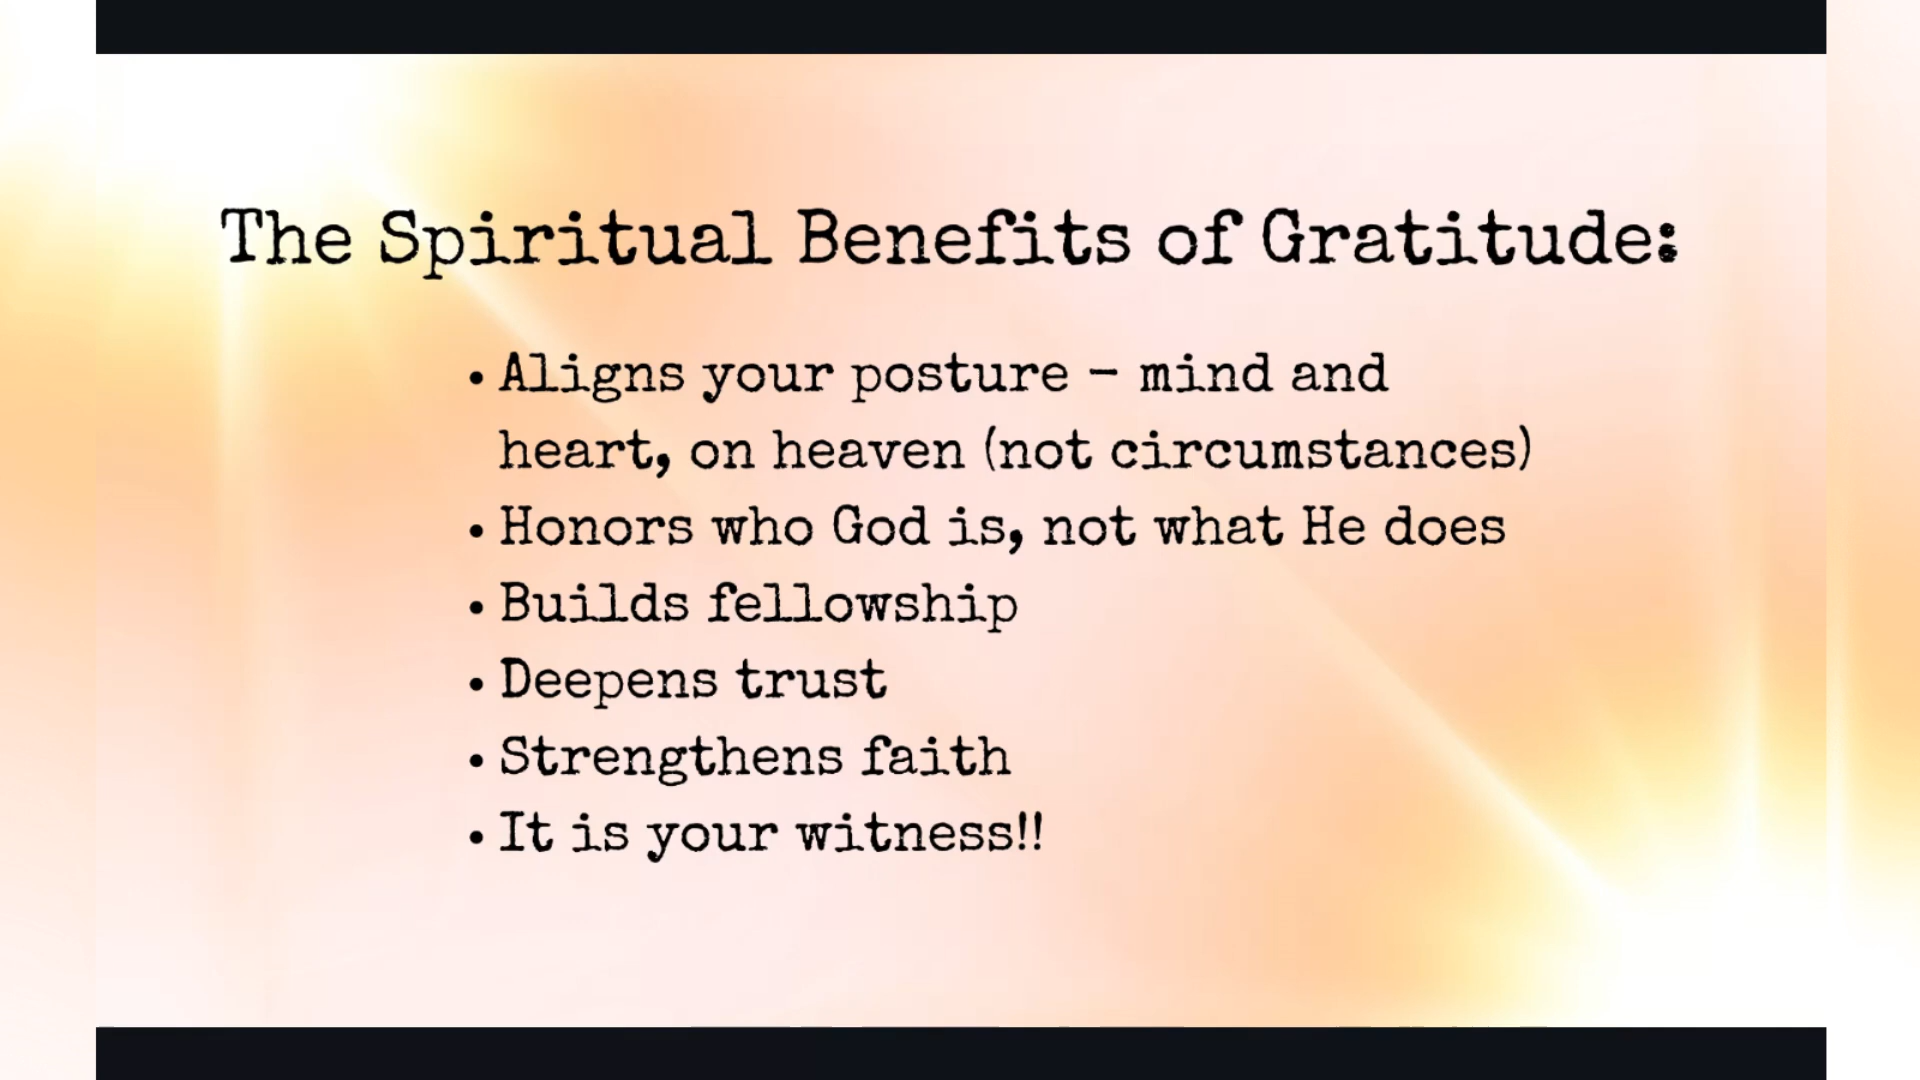 The Spiritual Benefits of Gratitude:
• Aligns your posture - mind and
heart, on heaven (not circumstances)
• Honors who God is, not what He does
• Builds fellowship
• Deepens trust
• Strengthens faith
• It is your witness!!